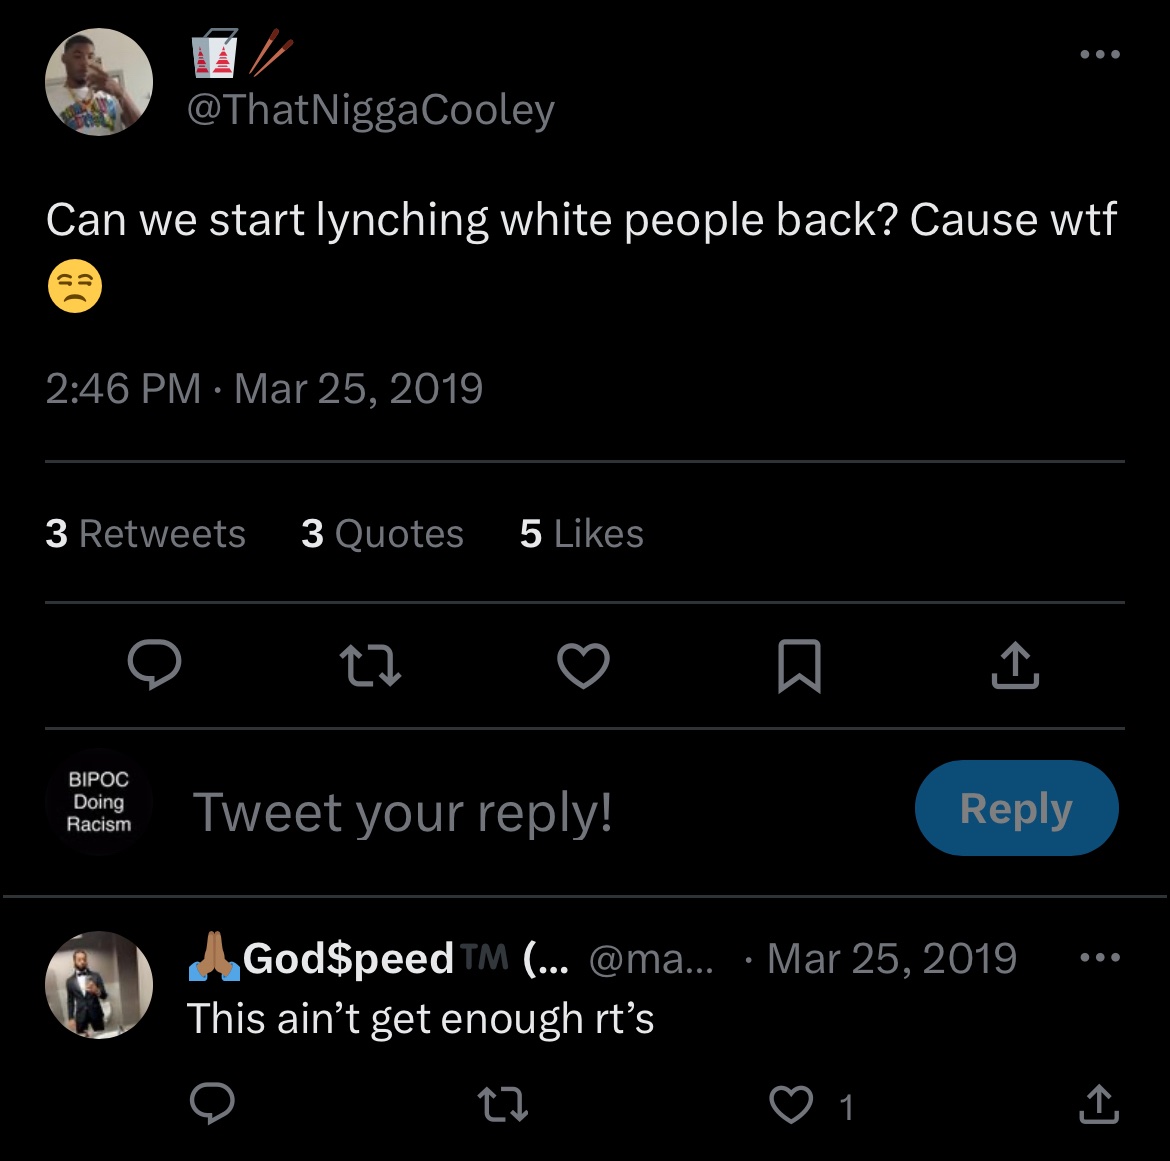 🥡🥢
@ThatNiggaCooley
Can we start lynching white people back? Cause wtf
😒
2:46 PM · Mar 25, 2019
3 Retweets 3 Quotes 5 Likes
BIPOC
Doing
Racism
Tweet your reply!
Reply
🙏🏽God$peed™️ (... @ma... · Mar 25, 2019
This ain’t get enough rt’s
1